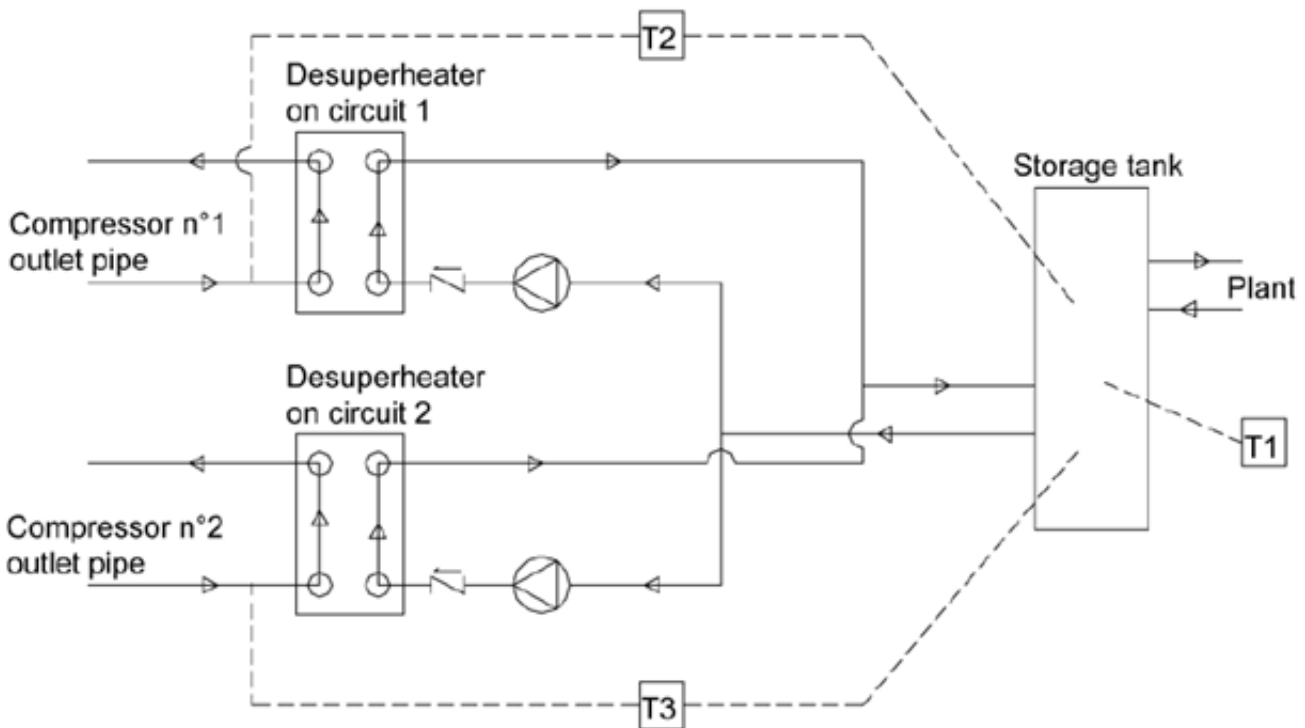 T2
Desuperheater
on circuit 1
Storage tank
Compressor n°1
outlet pipe
Plant
Desuperheater
on circuit 2
T1
Compressor n°2
outlet pipe
T3